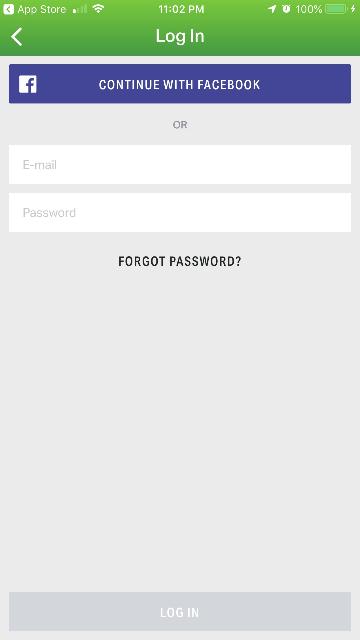 App Store 11:02 PM 100%
Log In
CONTINUE WITH FACEBOOK
OR
E-mail
Password
FORGOT PASSWORD?
LOG IN